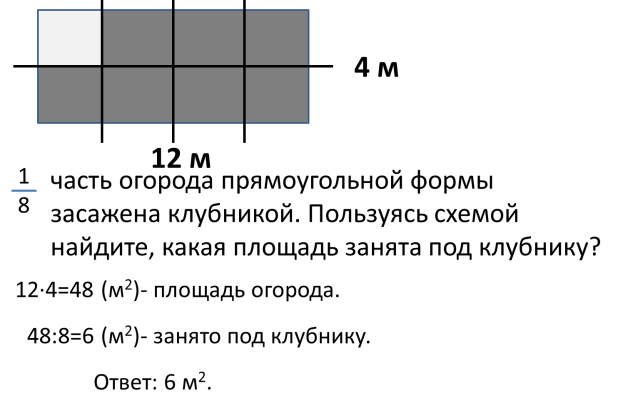 4 м
12 м
1/8 часть огорода прямоугольной формы
засажена клубникой. Пользуясь схемой
найдите, какая площадь занята под клубнику?
12·4=48 (м²)- площадь огорода.
48:8=6 (м²)- занято под клубнику.
Ответ: 6 м².